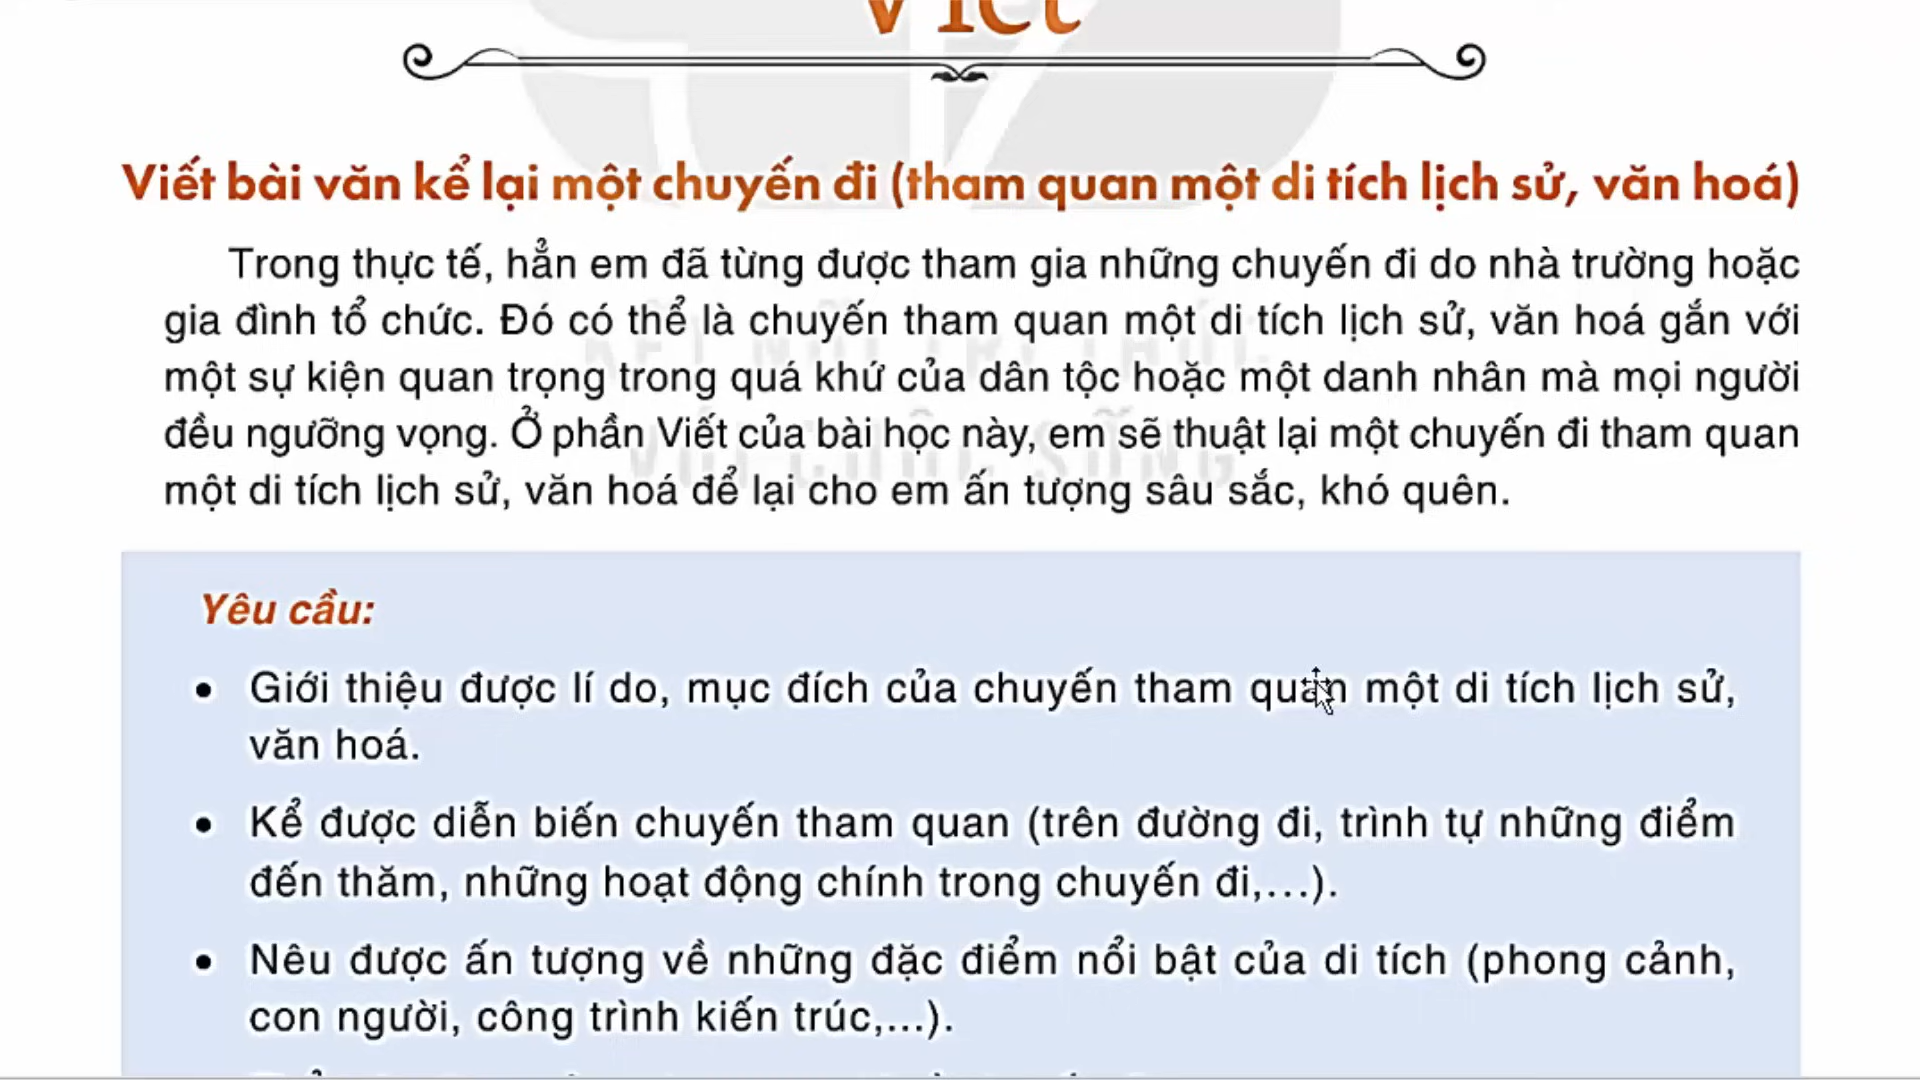 Viết
Viết bài văn kể lại một chuyến đi (tham quan một di tích lịch sử, văn hoá)
Trong thực tế, hẳn em đã từng được tham gia những chuyến đi do nhà trường hoặc
gia đình tổ chức. Đó có thể là chuyến tham quan một di tích lịch sử, văn hoá gắn với
một sự kiện quan trọng trong quá khứ của dân tộc hoặc một danh nhân mà mọi người
đều ngưỡng vọng. Ở phần Viết của bài học này, em sẽ thuật lại một chuyến đi tham quan
một di tích lịch sử, văn hoá để lại cho em ấn tượng sâu sắc, khó quên.
Yêu cầu:
• Giới thiệu được lí do, mục đích của chuyến tham quan một di tích lịch sử,
văn hoá.
• Kể được diễn biến chuyến tham quan (trên đường đi, trình tự những điểm
đến thăm, những hoạt động chính trong chuyến đi,...).
• Nêu được ấn tượng về những đặc điểm nổi bật của di tích (phong cảnh,
con người, công trình kiến trúc,...).